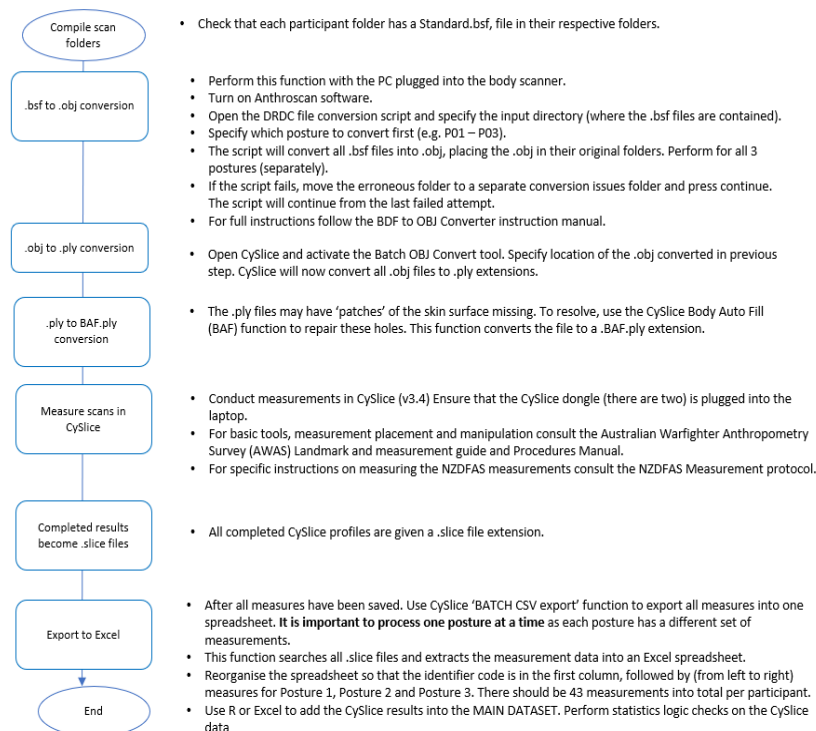 Compile scan
folders
• Check that each participant folder has a Standard.bsf, file in their respective folders.
.bsf to .obj conversion
• Perform this function with the PC plugged into the body scanner.
• Turn on Anthroscan software.
• Open the DRDC file conversion script and specify the input directory (where the .bsf files are contained).
• Specify which posture to convert first (e.g. P01 – P03).
• The script will convert all .bsf files into .obj, placing the .obj in their original folders. Perform for all 3
postures (separately).
• If the script fails, move the erroneous folder to a separate conversion issues folder and press continue.
The script will continue from the last failed attempt.
• For full instructions follow the BDF to OBJ Converter instruction manual.
.obj to .ply conversion
• Open CySlice and activate the Batch OBJ Convert tool. Specify location of the .obj converted in previous
step. CySlice will now convert all .obj files to .ply extensions.
.ply to BAF.ply
conversion
• The .ply files may have ‘patches’ of the skin surface missing. To resolve, use the CySlice Body Auto Fill
(BAF) function to repair these holes. This function converts the file to a .BAF.ply extension.
Measure scans in
CySlice
• Conduct measurements in CySlice (v3.4) Ensure that the CySlice dongle (there are two) is plugged into the
laptop.
• For basic tools, measurement placement and manipulation consult the Australian Warfighter Anthropometry
Survey (AWAS) Landmark and measurement guide and Procedures Manual.
• For specific instructions on measuring the NZDFAS measurements consult the NZDFAS Measurement protocol.
Completed results
become .slice files
• All completed CySlice profiles are given a .slice file extension.
Export to Excel
• After all measures have been saved. Use CySlice ‘BATCH CSV export’ function to export all measures into one
spreadsheet. It is important to process one posture at a time as each posture has a different set of
measurements.
• This function searches all .slice files and extracts the measurement data into an Excel spreadsheet.
• Reorganise the spreadsheet so that the identifier code is in the first column, followed by (from left to right)
measures for Posture 1, Posture 2 and Posture 3. There should be 43 measurements into total per participant.
End
• Use R or Excel to add the CySlice results into the MAIN DATASET. Perform statistics logic checks on the CySlice
data